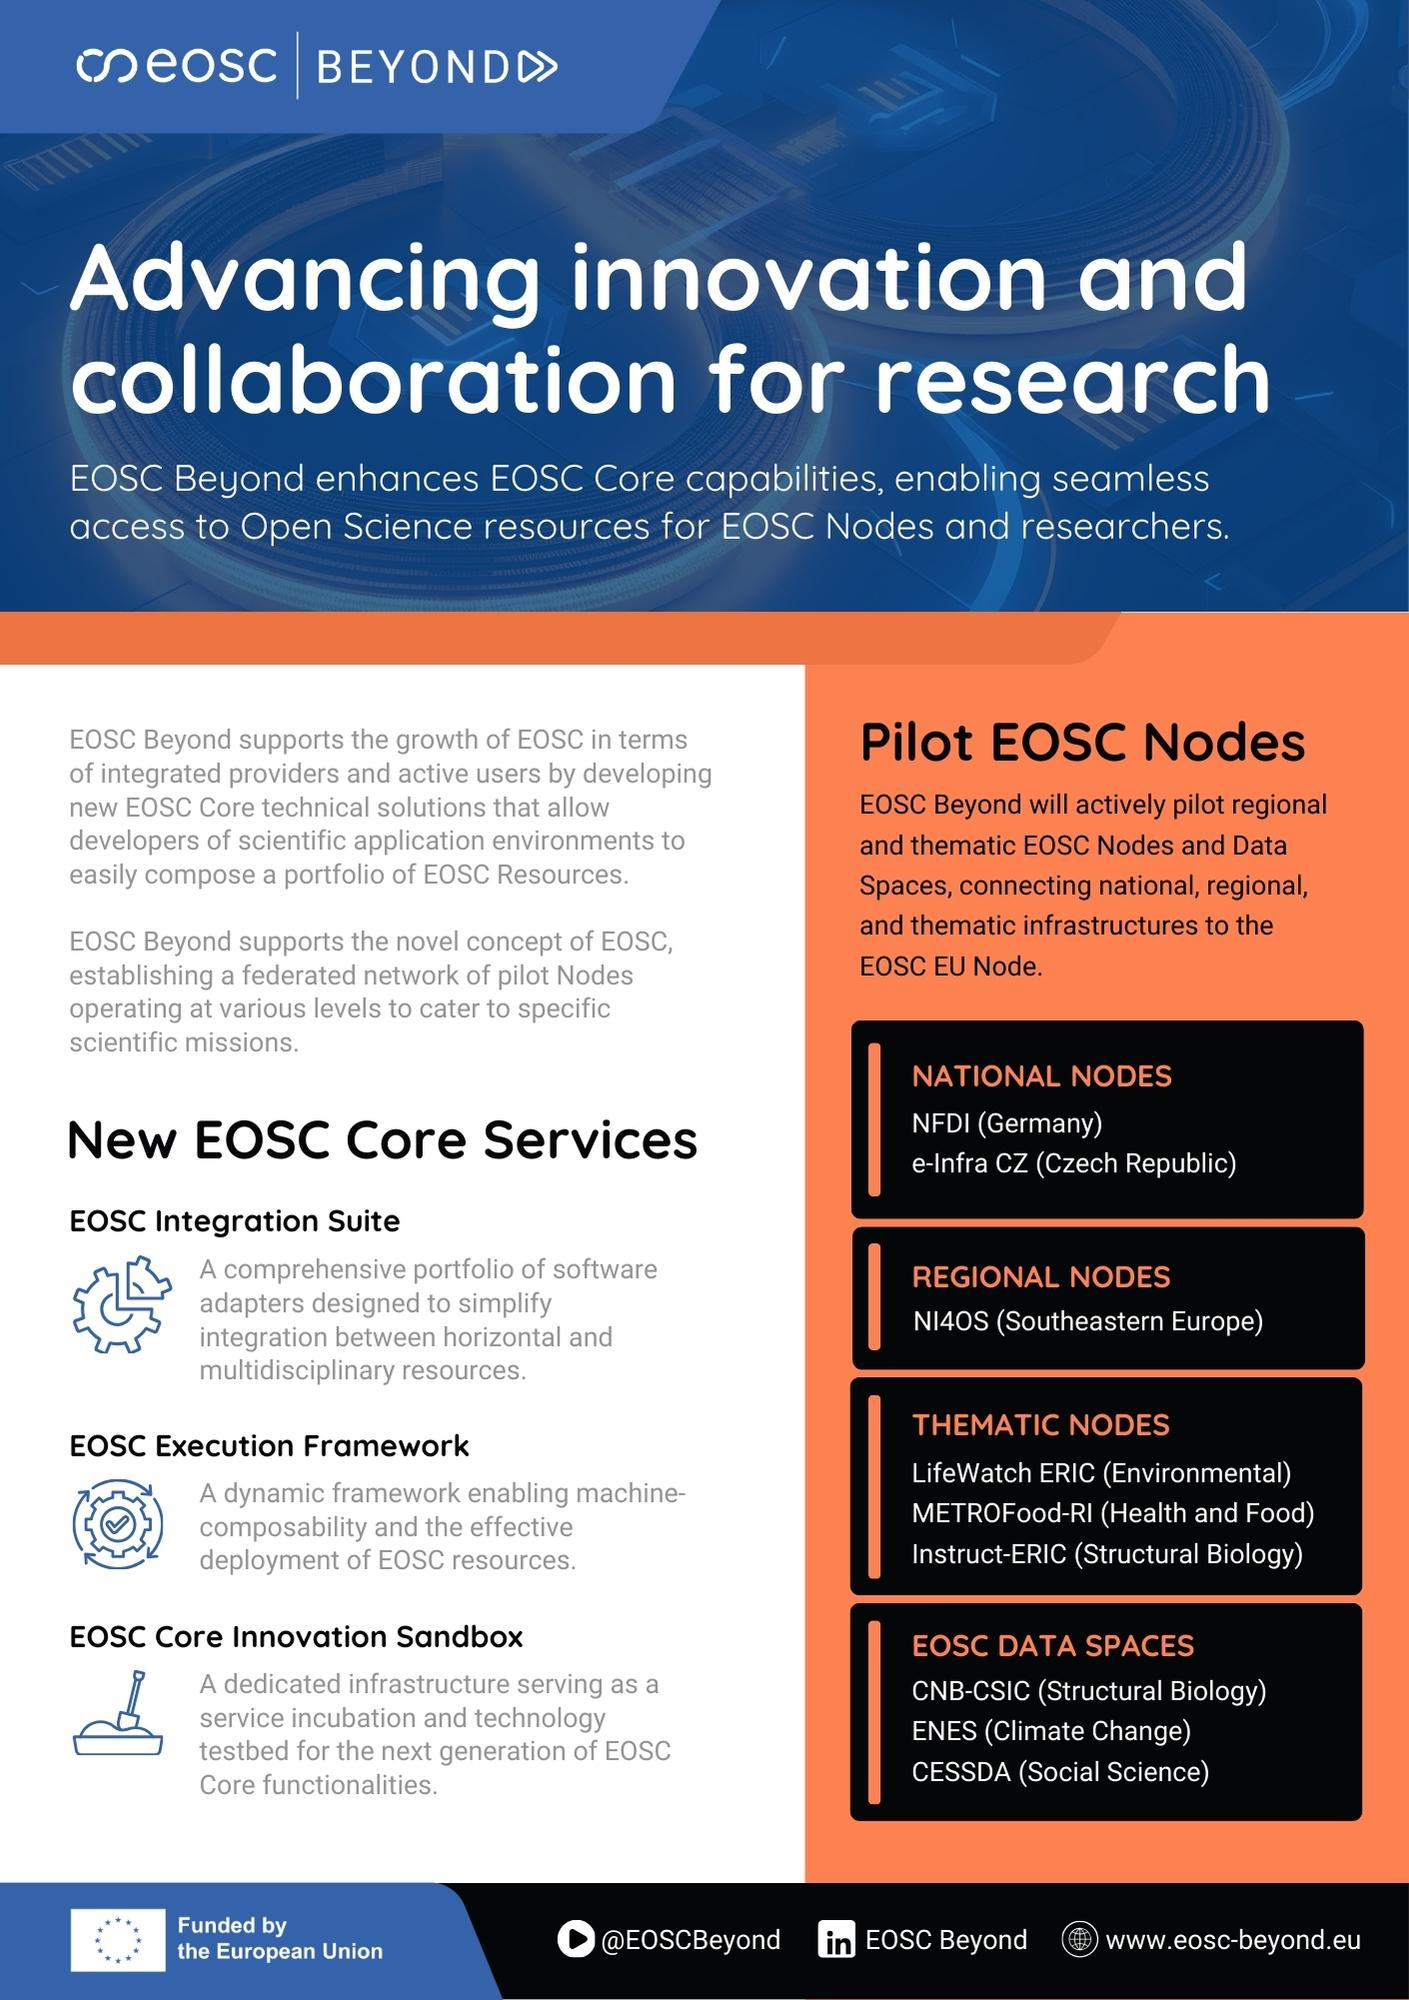 eosc | BEYOND
Advancing innovation and
collaboration for research
EOSC Beyond enhances EOSC Core capabilities, enabling seamless
access to Open Science resources for EOSC Nodes and researchers.
EOSC Beyond supports the growth of EOSC in terms
of integrated providers and active users by developing
new EOSC Core technical solutions that allow
developers of scientific application environments to
easily compose a portfolio of EOSC Resources.
EOSC Beyond supports the novel concept of EOSC,
establishing a federated network of pilot Nodes
operating at various levels to cater to specific
scientific missions.
New EOSC Core Services
EOSC Integration Suite
A comprehensive portfolio of software
adapters designed to simplify
integration between horizontal and
multidisciplinary resources.
EOSC Execution Framework
A dynamic framework enabling machine-
composability and the effective
deployment of EOSC resources.
EOSC Core Innovation Sandbox
A dedicated infrastructure serving as a
service incubation and technology
testbed for the next generation of EOSC
Core functionalities.
Pilot EOSC Nodes
EOSC Beyond will actively pilot regional
and thematic EOSC Nodes and Data
Spaces, connecting national, regional,
and thematic infrastructures to the
EOSC EU Node.
NATIONAL NODES
NFDI (Germany)
e-Infra CZ (Czech Republic)
REGIONAL NODES
NI4OS (Southeastern Europe)
THEMATIC NODES
LifeWatch ERIC (Environmental)
METROFood-RI (Health and Food)
Instruct-ERIC (Structural Biology)
EOSC DATA SPACES
CNB-CSIC (Structural Biology)
ENES (Climate Change)
CESSDA (Social Science)
Funded by
the European Union
@EOSCBeyond
in EOSC Beyond
www.eosc-beyond.eu